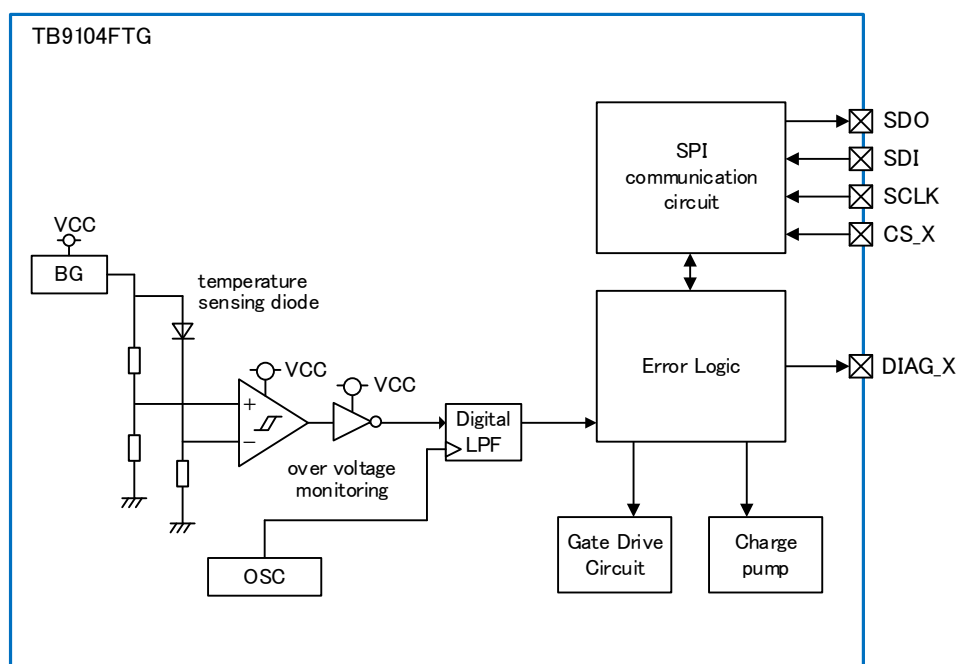 TB9104FTG
SDO
SPI
communication
circuit
SDI
SCLK
CS_X
VCC
BG
temperature
sensing diode
Error Logic
DIAG_X
VCC
VCC
+
−
Digital
LPF
over voltage
monitoring
Gate Drive
Circuit
Charge
pump
OSC